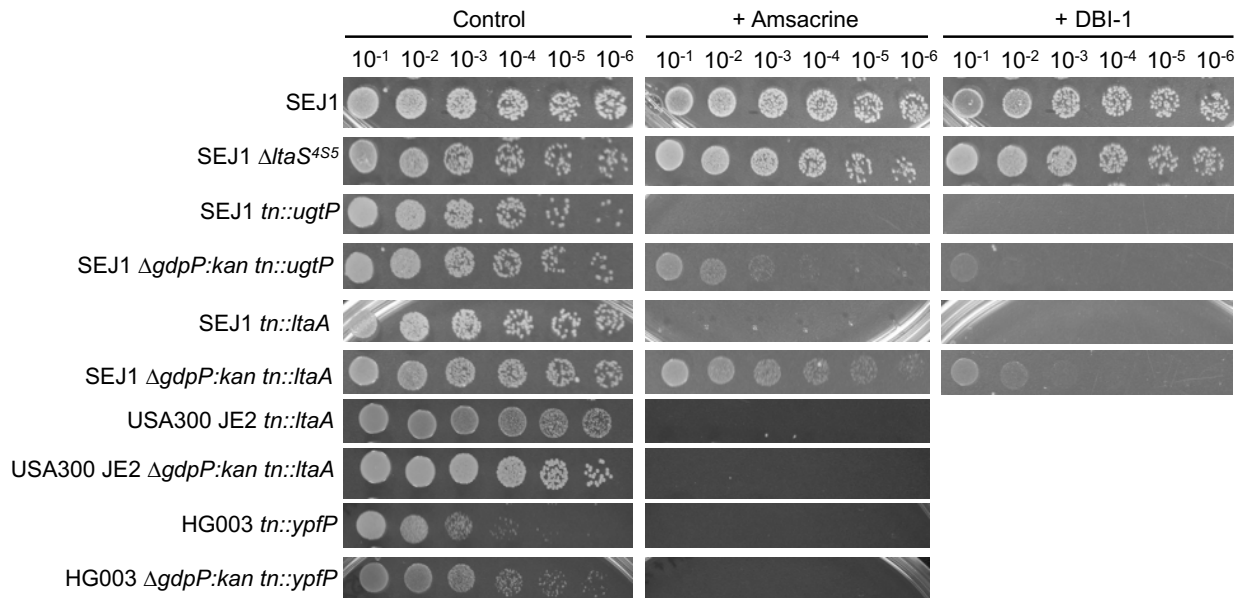 Control + Amsacrine + DBI-1
10-1 10-2 10-3 10-4 10-5 10-6 10-1 10-2 10-3 10-4 10-5 10-6 10-1 10-2 10-3 10-4 10-5 10-6
SEJ1
SEJ1 ΔltaS4S5
SEJ1 tn::ugtP
SEJ1 ΔgdpP:kan tn::ugtP
SEJ1 tn::ltaA
SEJ1 ΔgdpP:kan tn::ltaA
USA300 JE2 tn::ltaA
USA300 JE2 ΔgdpP:kan tn::ltaA
HG003 tn::ypfP
HG003 ΔgdpP:kan tn::ypfP